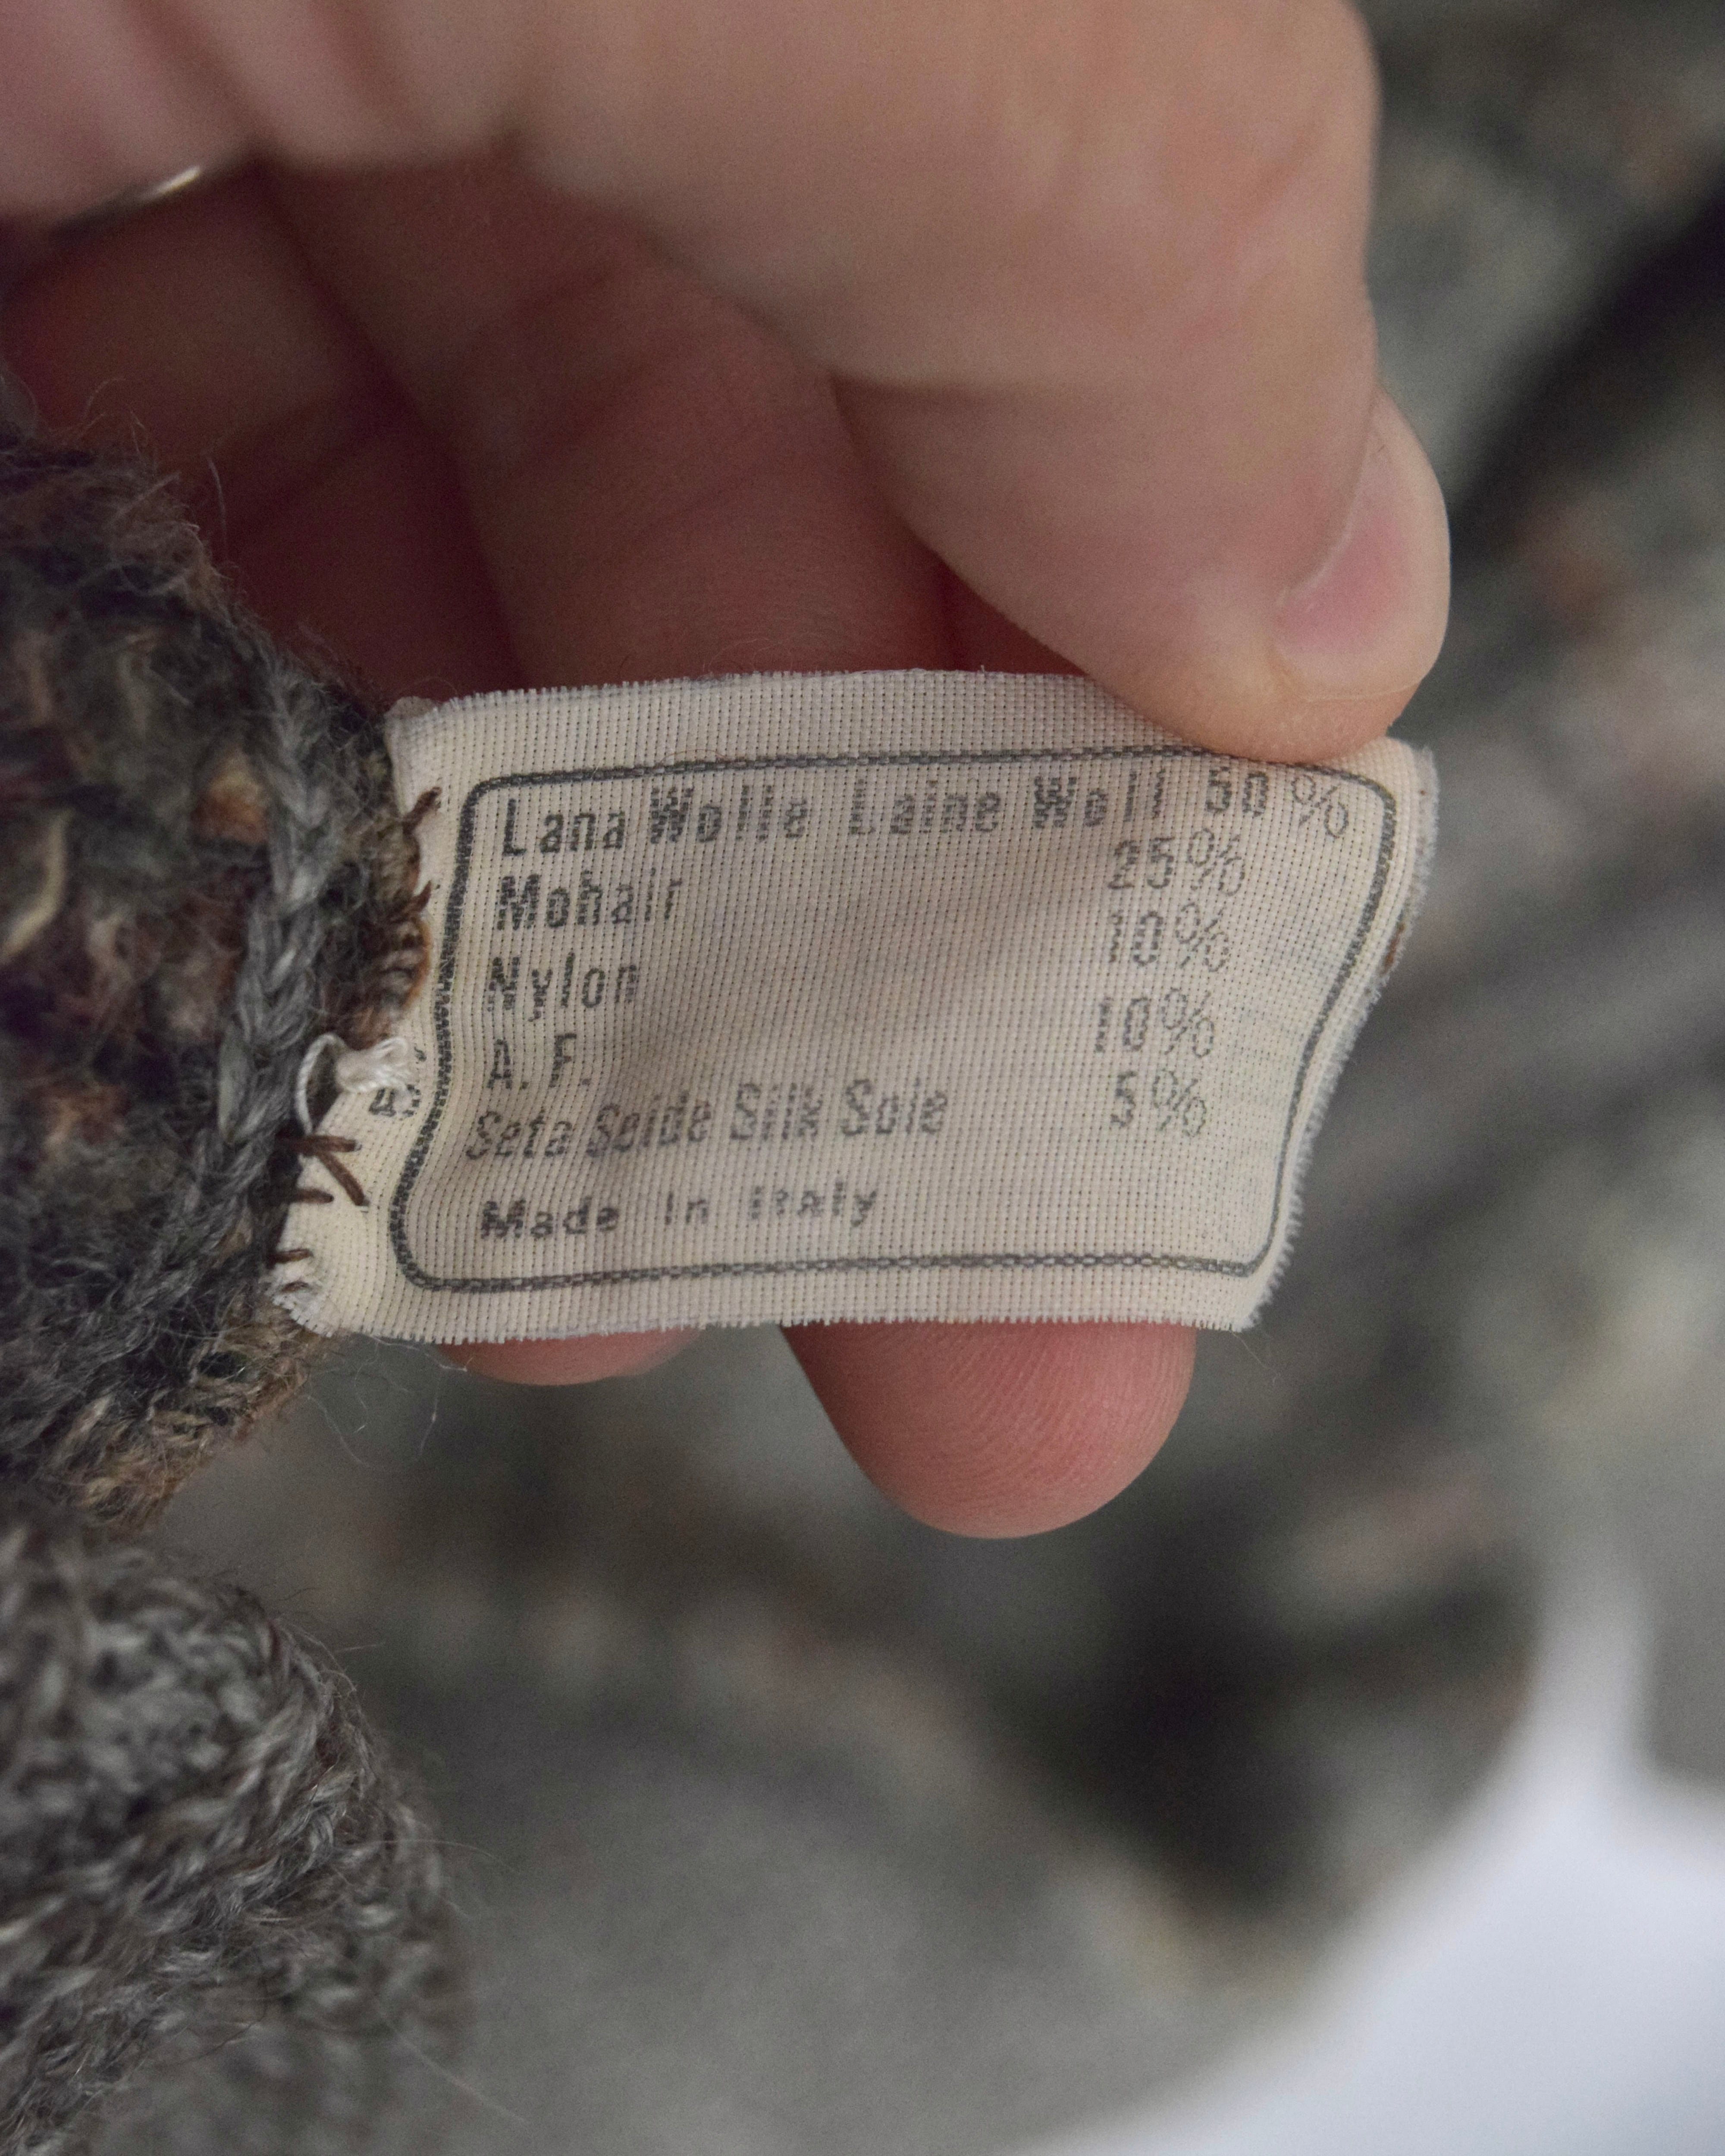 Lana Wolle Laine Wool 50%
Mohair 25%
Nylon 10%
A.F. 10%
Seta Seide Silk Soie 5%
Made in Italy